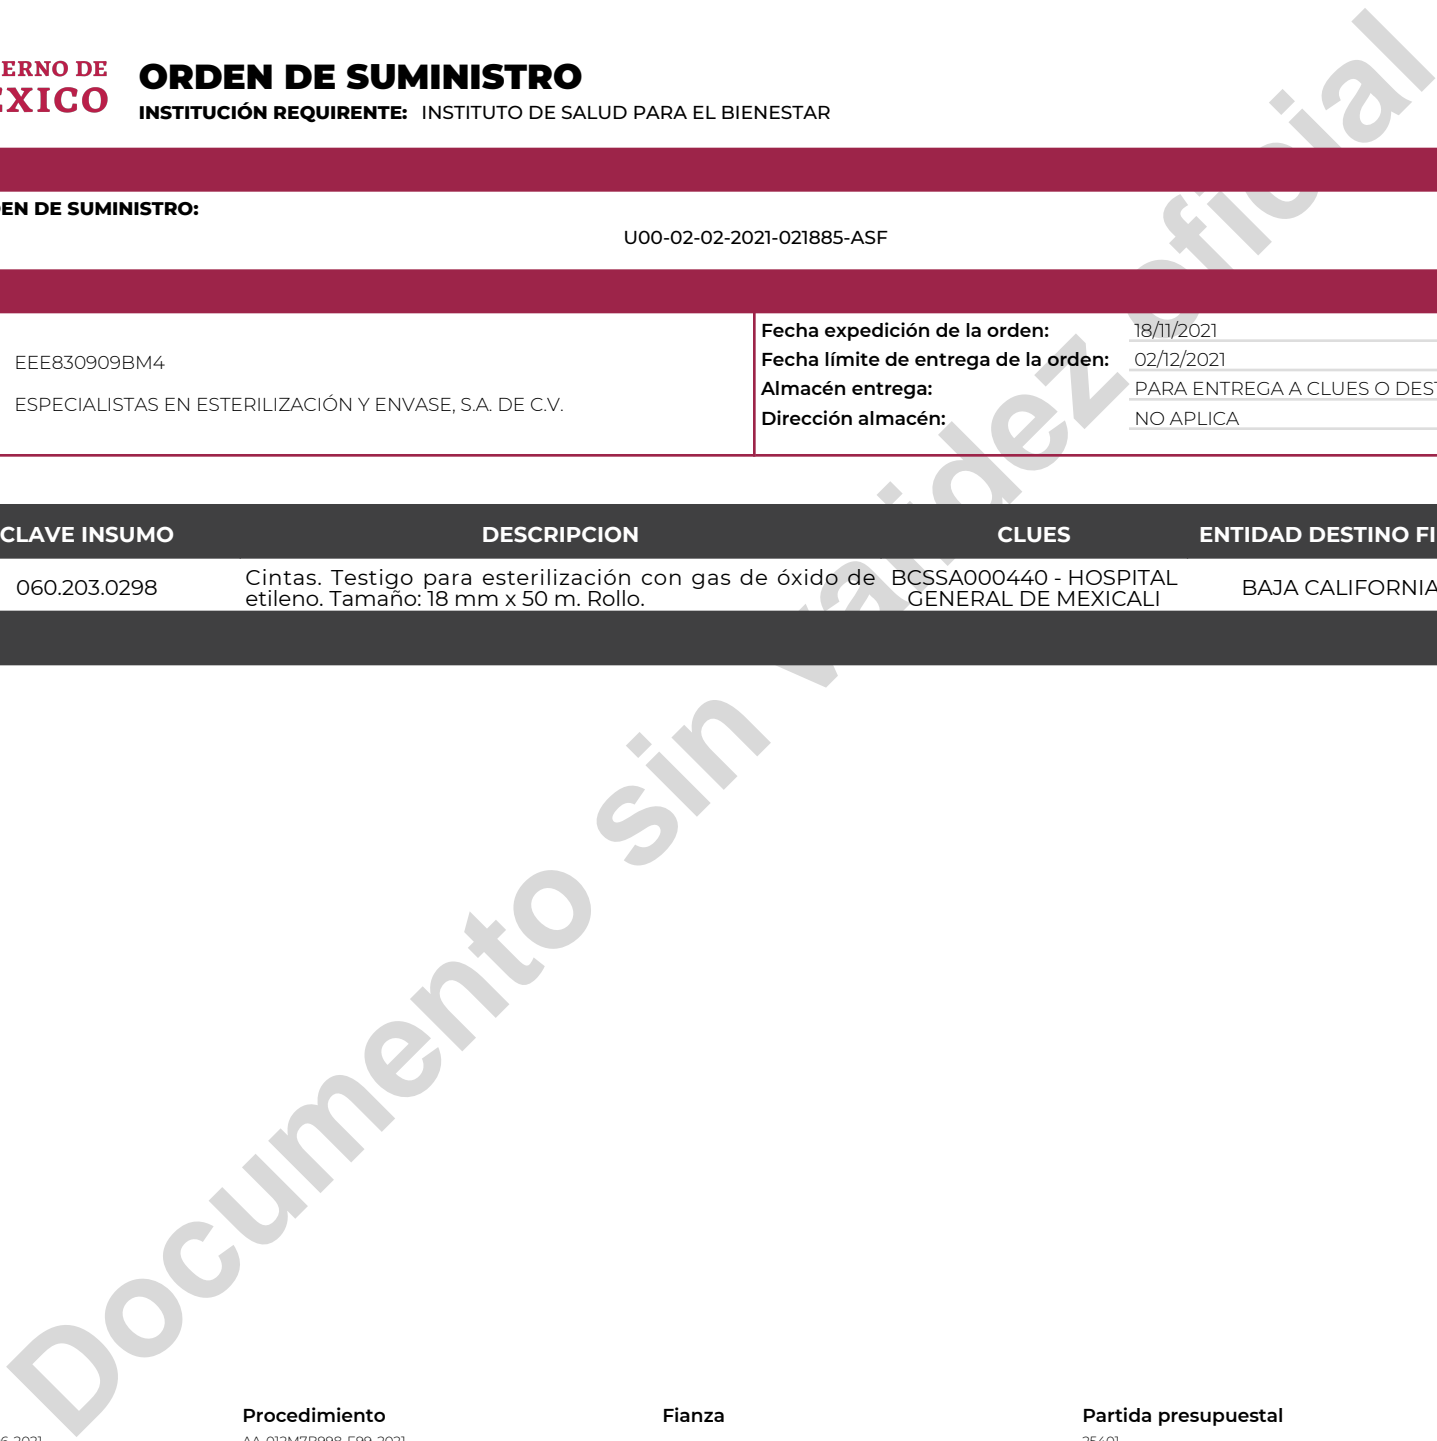 ORDEN DE SUMINISTRO
INSTITUCIÓN REQUIRENTE: INSTITUTO DE SALUD PARA EL BIENESTAR
ERNO DE
EXICO
EN DE SUMINISTRO:
U00-02-02-2021-021885-ASF
EEE830909BM4
ESPECIALISTAS EN ESTERILIZACIÓN Y ENVASE, S.A. DE C.V.
Fecha expedición de la orden: 18/11/2021
Fecha límite de entrega de la orden: 02/12/2021
Almacén entrega: PARA ENTREGA A CLUES O DES
Dirección almacén: NO APLICA
CLAVE INSUMO DESCRIPCION CLUES ENTIDAD DESTINO FI
060.203.0298 Cintas. Testigo para esterilización con gas de óxido de BCSSA000440 - HOSPITAL BAJA CALIFORNIA
etileno. Tamaño: 18 mm x 50 m. Rollo. GENERAL DE MEXICALI
Documento sin validez oficial
Procedimiento Fianza Partida presupuestal